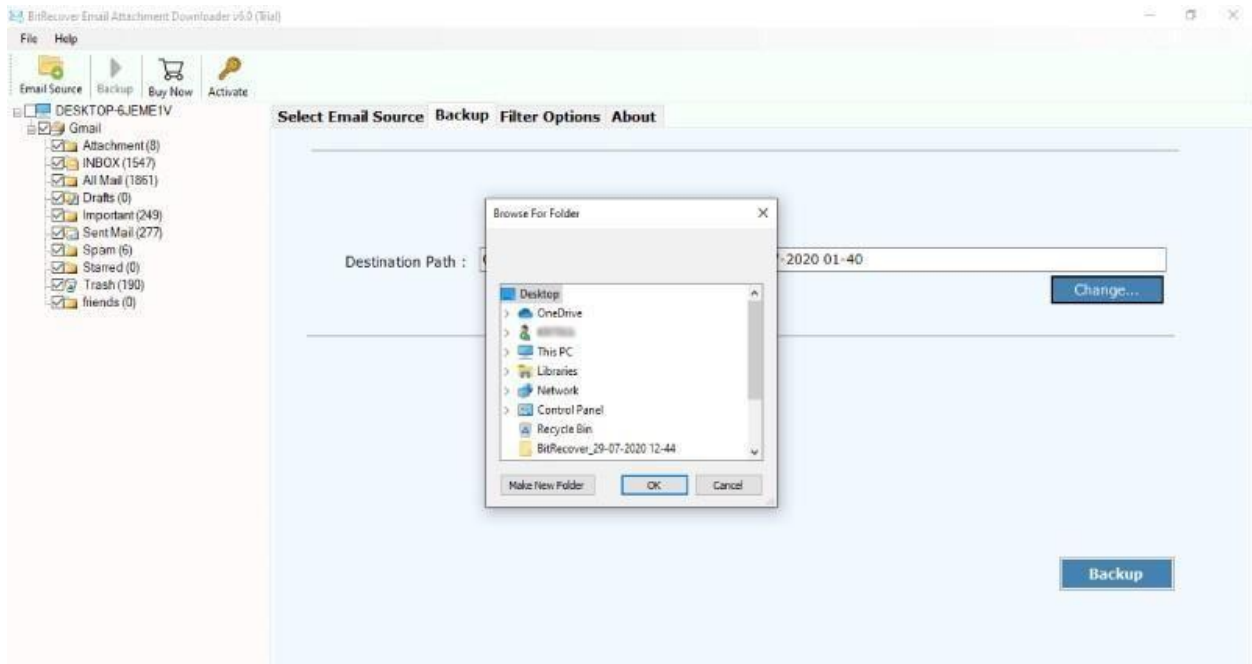 BitRecover Email Attachment Downloader v6.0 (Trial)
File Help
Email Source Backup Buy Now Activate
DESKTOP-6JEME1V
Gmail
Attachment (8)
INBOX (1547)
All Mail (1861)
Drafts (0)
Important (249)
Sent Mail (277)
Spam (6)
Starred (0)
Trash (190)
friends (0)
Select Email Source Backup Filter Options About
Destination Path :
-2020 01-40
Change...
Browse For Folder
Desktop
OneDrive
This PC
Libraries
Network
Control Panel
Recycle Bin
BitRecover_29-07-2020 12-44
Make New Folder OK Cancel
Backup